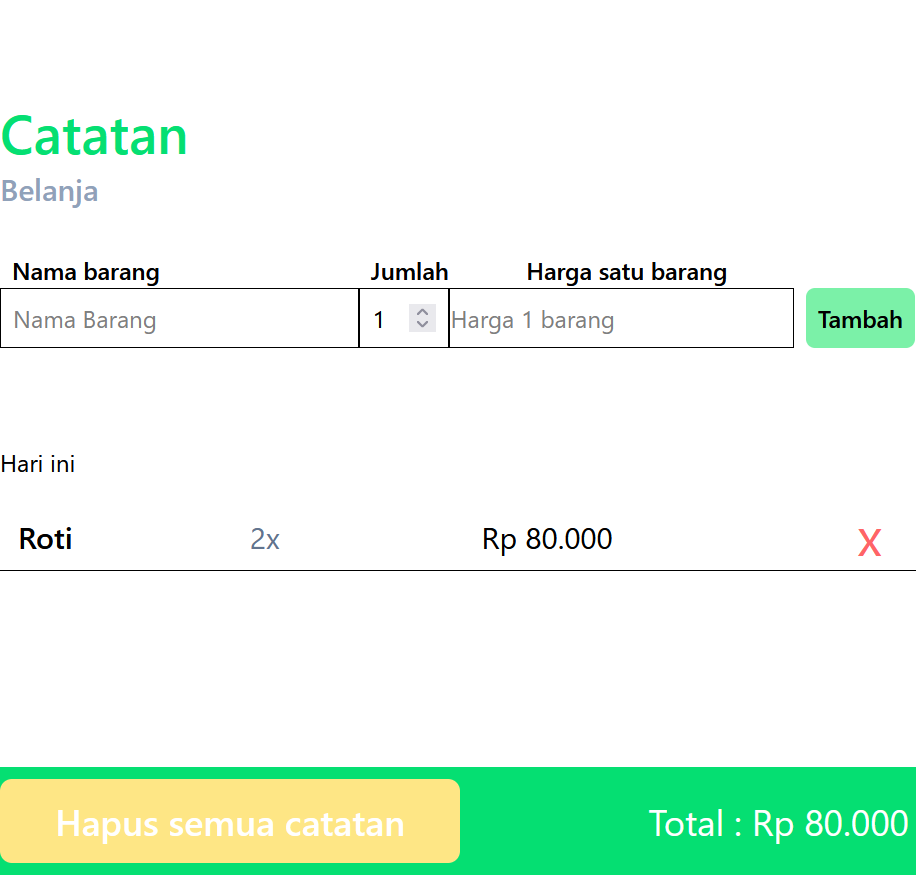 Catatan
Belanja
Nama barang Jumlah Harga satu barang
Nama Barang 1 Harga 1 barang Tambah
Hari ini
Roti 2x Rp 80.000 X
Hapus semua catatan Total : Rp 80.000